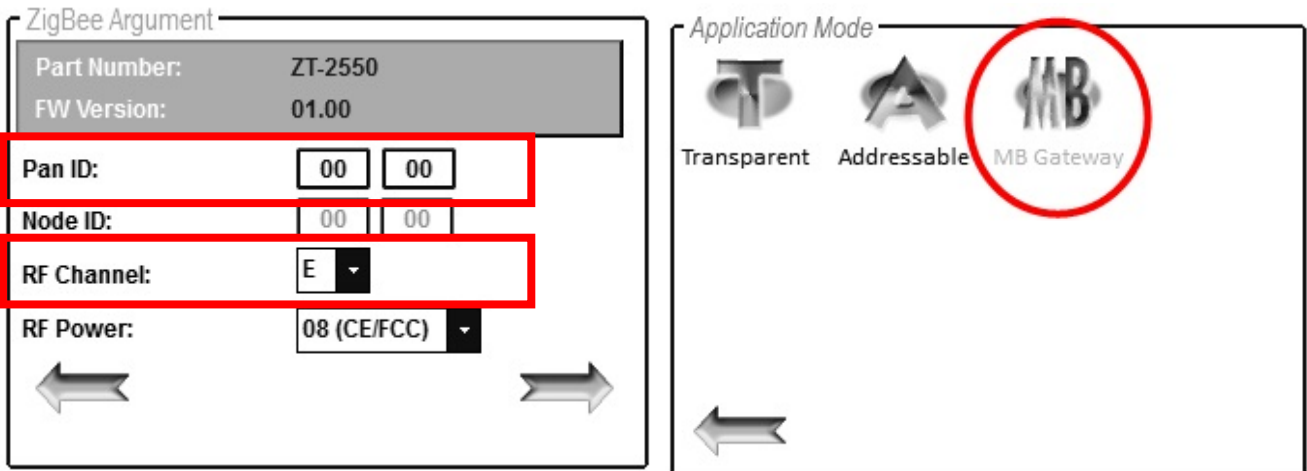 ZigBee Argument
Part Number: ZT-2550
FW Version: 01.00
Pan ID: 00 00
Node ID: 00 00
RF Channel: E
RF Power: 08 (CE/FCC)
Application Mode
T A MB
Transparent Addressable MB Gateway